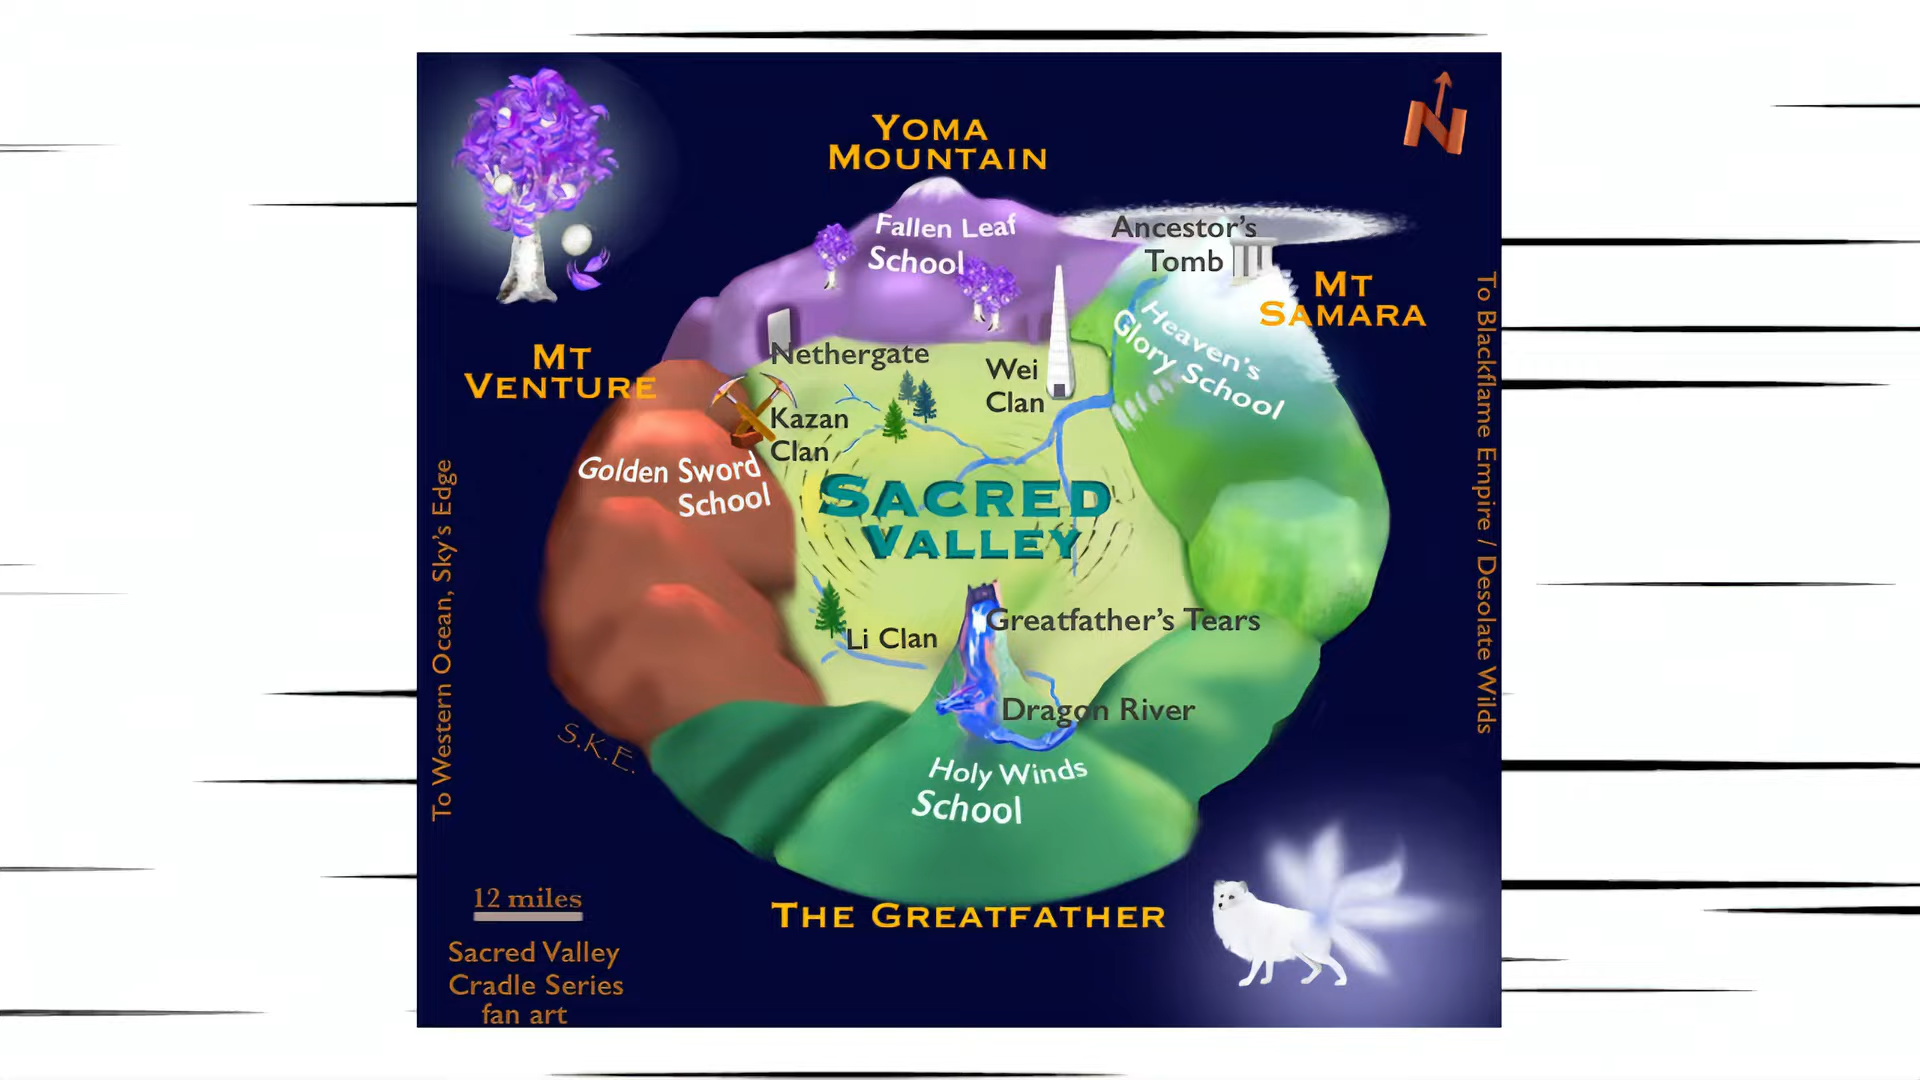 N
YOMA
MOUNTAIN
Fallen Leaf
School
Ancestor's
Tomb
MT
SAMARA
Heaven's
Glory School
MT
VENTURE
Nethergate
Wei
Clan
Kazan
Clan
Golden Sword
School
SACRED
VALLEY
Greatfather's Tears
Li Clan
Dragon River
Holy Winds
School
THE GREATFATHER
To Western Ocean, Sky's Edge
To Blackflame Empire / Desolate Wilds
S.K.E.
12 miles
Sacred Valley
Cradle Series
fan art